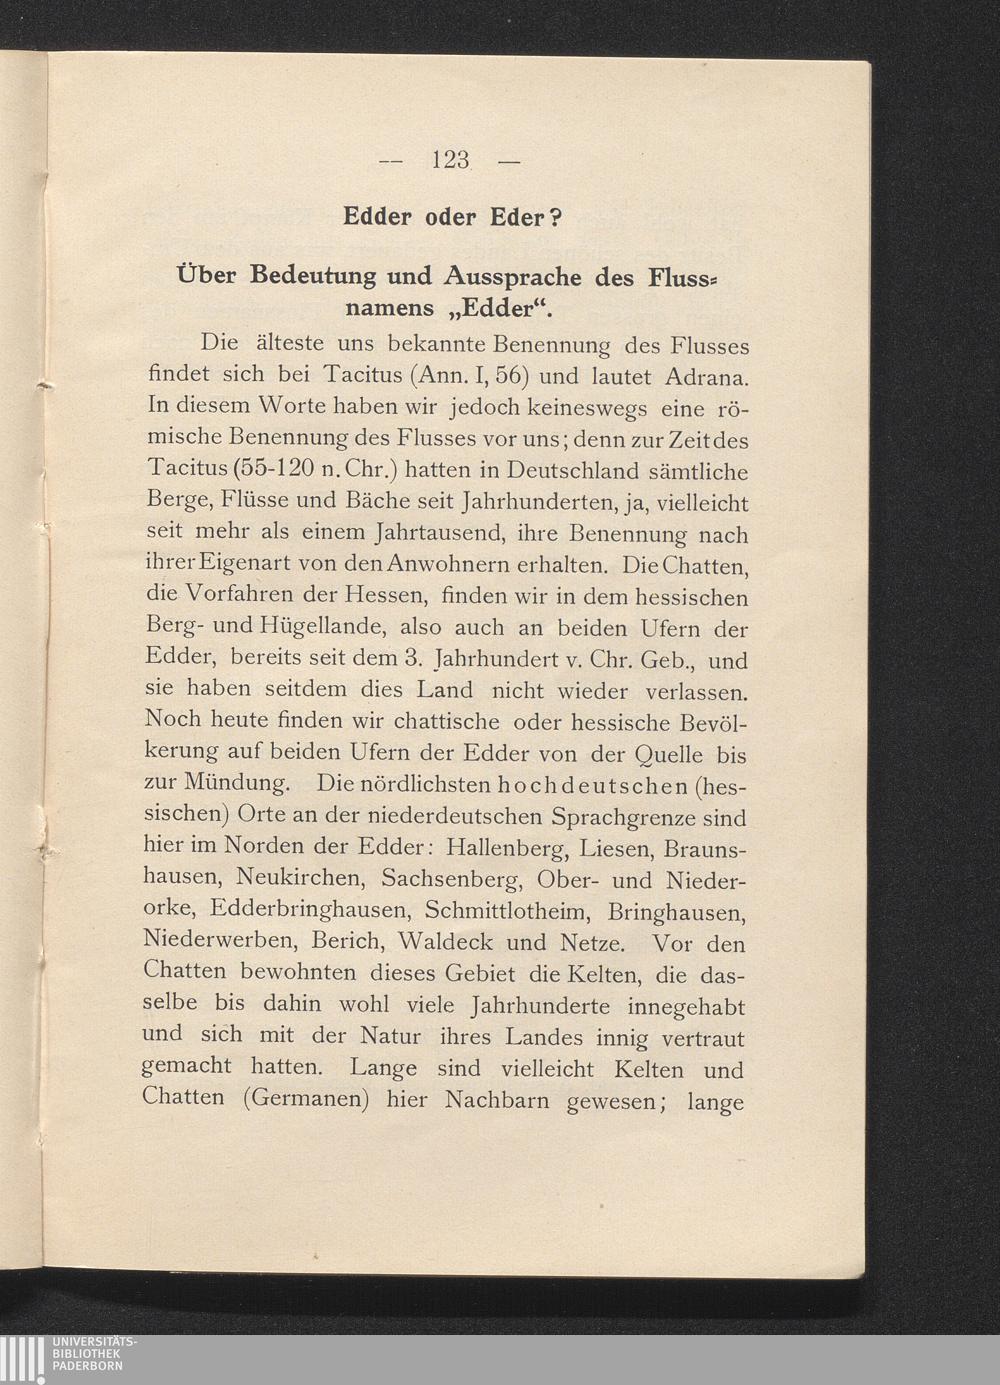 — 123 —
Edder oder Eder?
Über Bedeutung und Aussprache des Fluss-
namens „Edder“.
Die älteste uns bekannte Benennung des Flusses
findet sich bei Tacitus (Ann. I, 56) und lautet Adrana.
In diesem Worte haben wir jedoch keineswegs eine rö-
mische Benennung des Flusses vor uns; denn zur Zeit des
Tacitus (55-120 n. Chr.) hatten in Deutschland sämtliche
Berge, Flüsse und Bäche seit Jahrhunderten, ja, vielleicht
seit mehr als einem Jahrtausend, ihre Benennung nach
ihrer Eigenart von den Anwohnern erhalten. Die Chatten,
die Vorfahren der Hessen, finden wir in dem hessischen
Berg- und Hügellande, also auch an beiden Ufern der
Edder, bereits seit dem 3. Jahrhundert v. Chr. Geb., und
sie haben seitdem dies Land nicht wieder verlassen.
Noch heute finden wir chattische oder hessische Bevöl-
kerung auf beiden Ufern der Edder von der Quelle bis
zur Mündung. Die nördlichsten hochdeutschen (hes-
sischen) Orte an der niederdeutschen Sprachgrenze sind
hier im Norden der Edder: Hallenberg, Liesen, Brauns-
hausen, Neukirchen, Sachsenberg, Ober- und Nieder-
orke, Edderbringhausen, Schmittlotheim, Bringhausen,
Niederwerben, Berich, Waldeck und Netze. Vor den
Chatten bewohnten dieses Gebiet die Kelten, die das-
selbe bis dahin wohl viele Jahrhunderte innegehabt
und sich mit der Natur ihres Landes innig vertraut
gemacht hatten. Lange sind vielleicht Kelten und
Chatten (Germanen) hier Nachbarn gewesen; lange
UNIVERSITÄTS-
BIBLIOTHEK
PADERBORN